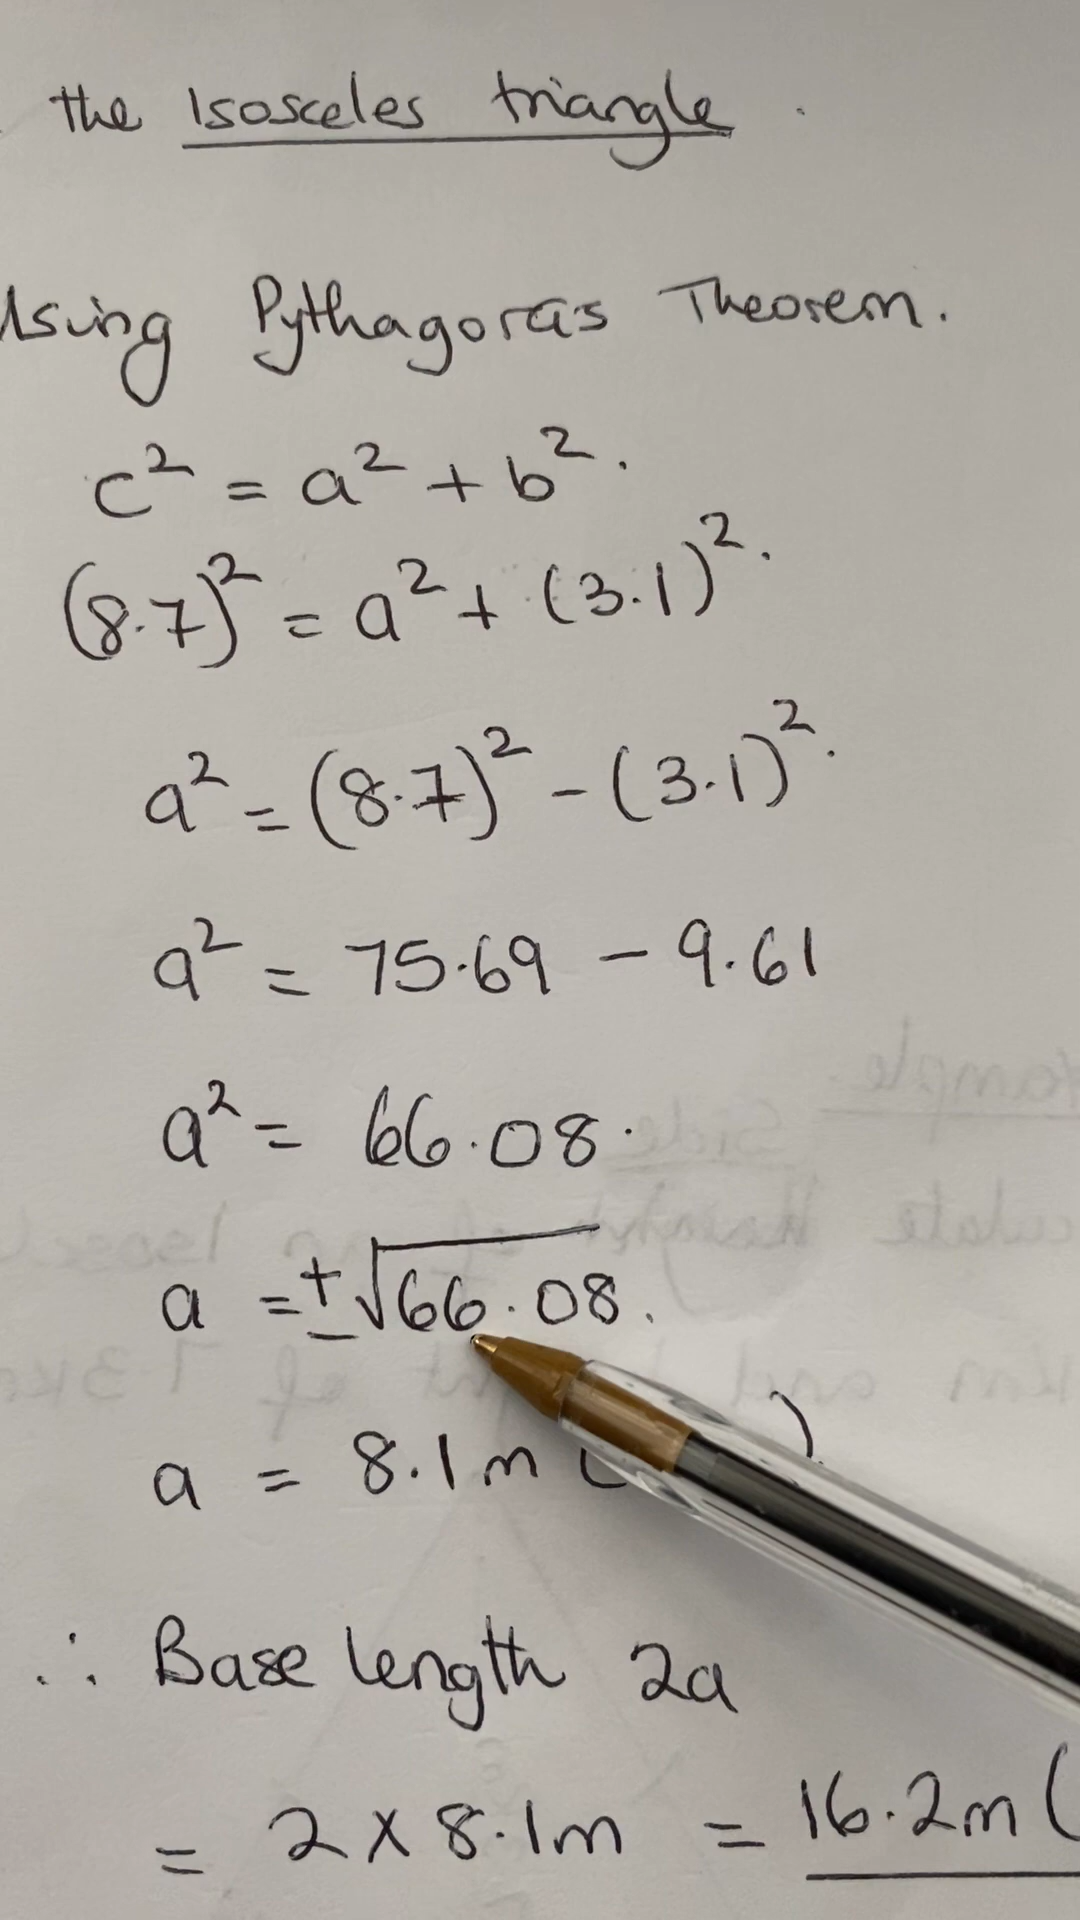 the Isosceles triangle.
Using Pythagoras Theorem.
c² = a² + b².
(8.7)² = a² + (3.1)².
a² = (8.7)² - (3.1)².
a² = 75.69 - 9.61
a² = 66.08.
a = ±√66.08.
a = 8.1m ( ).
∴ Base length 2a
= 2 × 8.1m = 16.2m (